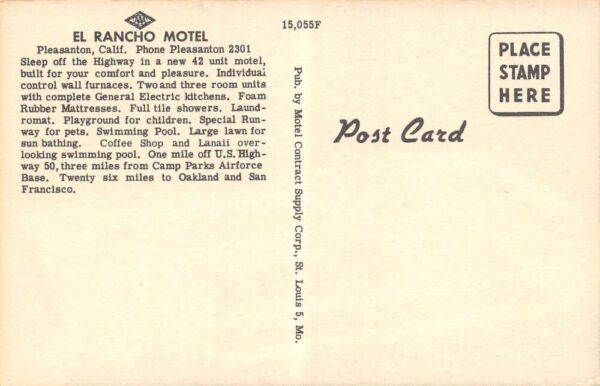 EL RANCHO MOTEL
Pleasanton, Calif. Phone Pleasanton 2301
Sleep off the Highway in a new 42 unit motel,
built for your comfort and pleasure. Individual
control wall furnaces. Two and three room units
with complete General Electric kitchens. Foam
Rubber Mattresses. Full tile showers. Laund-
romat. Playground for children. Special Run-
way for pets. Swimming Pool. Large lawn for
sun bathing. Coffee Shop and Lanaii over-
looking swimming pool. One mile off U.S. High-
way 50, three miles from Camp Parks Airforce
Base. Twenty six miles to Oakland and San
Francisco.
15,055F
Pub. by Motel Contract Supply Corp., St. Louis 5, Mo.
Post Card
PLACE
STAMP
HERE